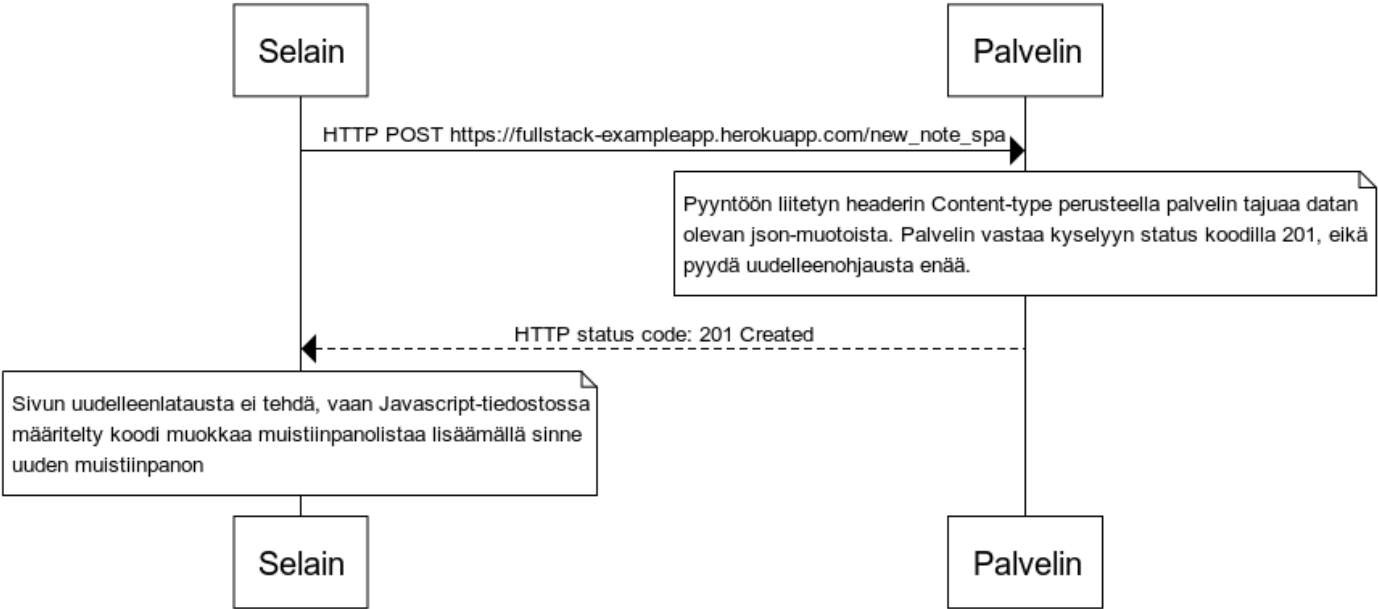 Selain
Palvelin
HTTP POST https://fullstack-exampleapp.herokuapp.com/new_note_spa
Pyyntöön liitetyn headerin Content-type perusteella palvelin tajuaa datan
olevan json-muotoista. Palvelin vastaa kyselyyn status koodilla 201, eikä
pyydä uudelleenohjausta enää.
HTTP status code: 201 Created
Sivun uudelleenlatausta ei tehdä, vaan Javascript-tiedostossa
määritelty koodi muokkaa muistiinpanolistaa lisäämällä sinne
uuden muistiinpanon
Selain
Palvelin